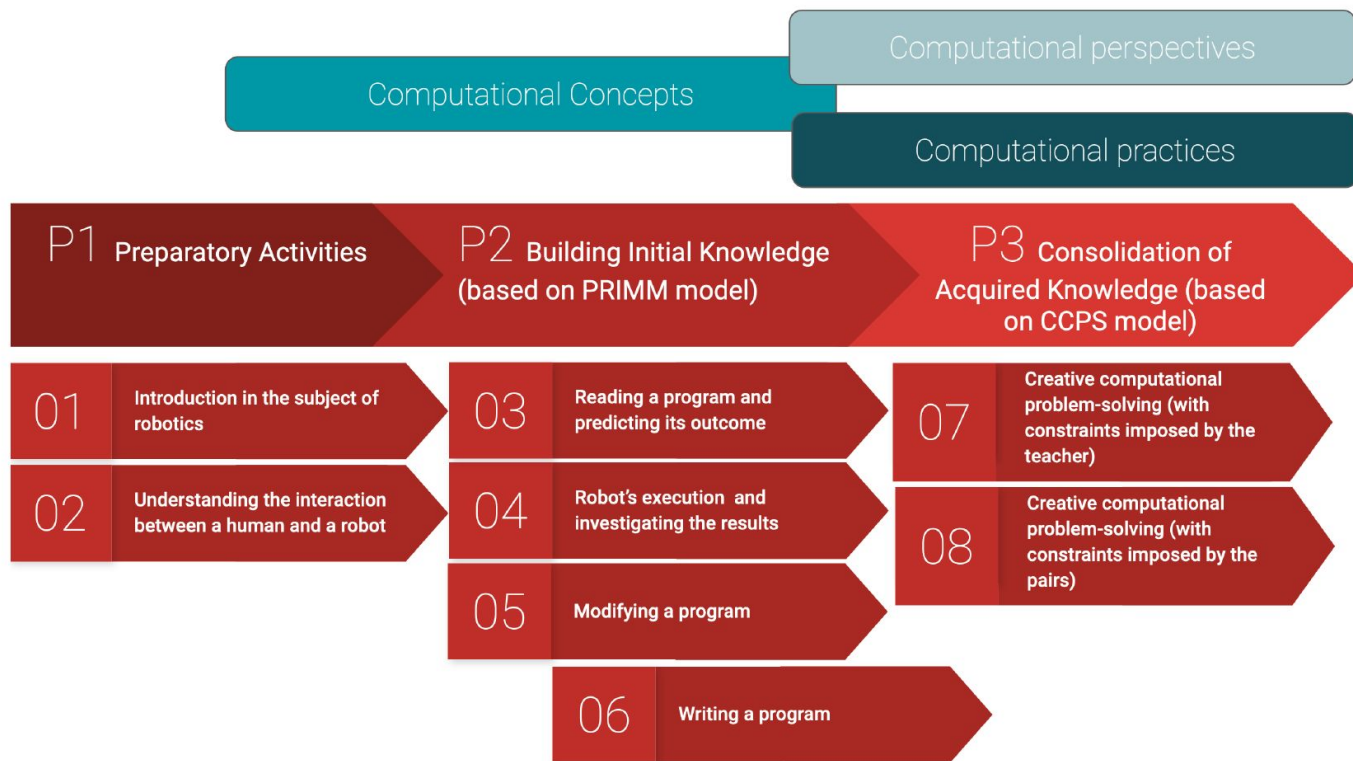 Computational perspectives
Computational Concepts
Computational practices
P1 Preparatory Activities
P2 Building Initial Knowledge
(based on PRIMM model)
P3 Consolidation of
Acquired Knowledge (based
on CCPS model)
01
Introduction in the subject of
robotics
02
Understanding the interaction
between a human and a robot
03
Reading a program and
predicting its outcome
04
Robot’s execution and
investigating the results
05
Modifying a program
06
Writing a program
07
Creative computational
problem-solving (with
constraints imposed by the
teacher)
08
Creative computational
problem-solving (with
constraints imposed by the
pairs)